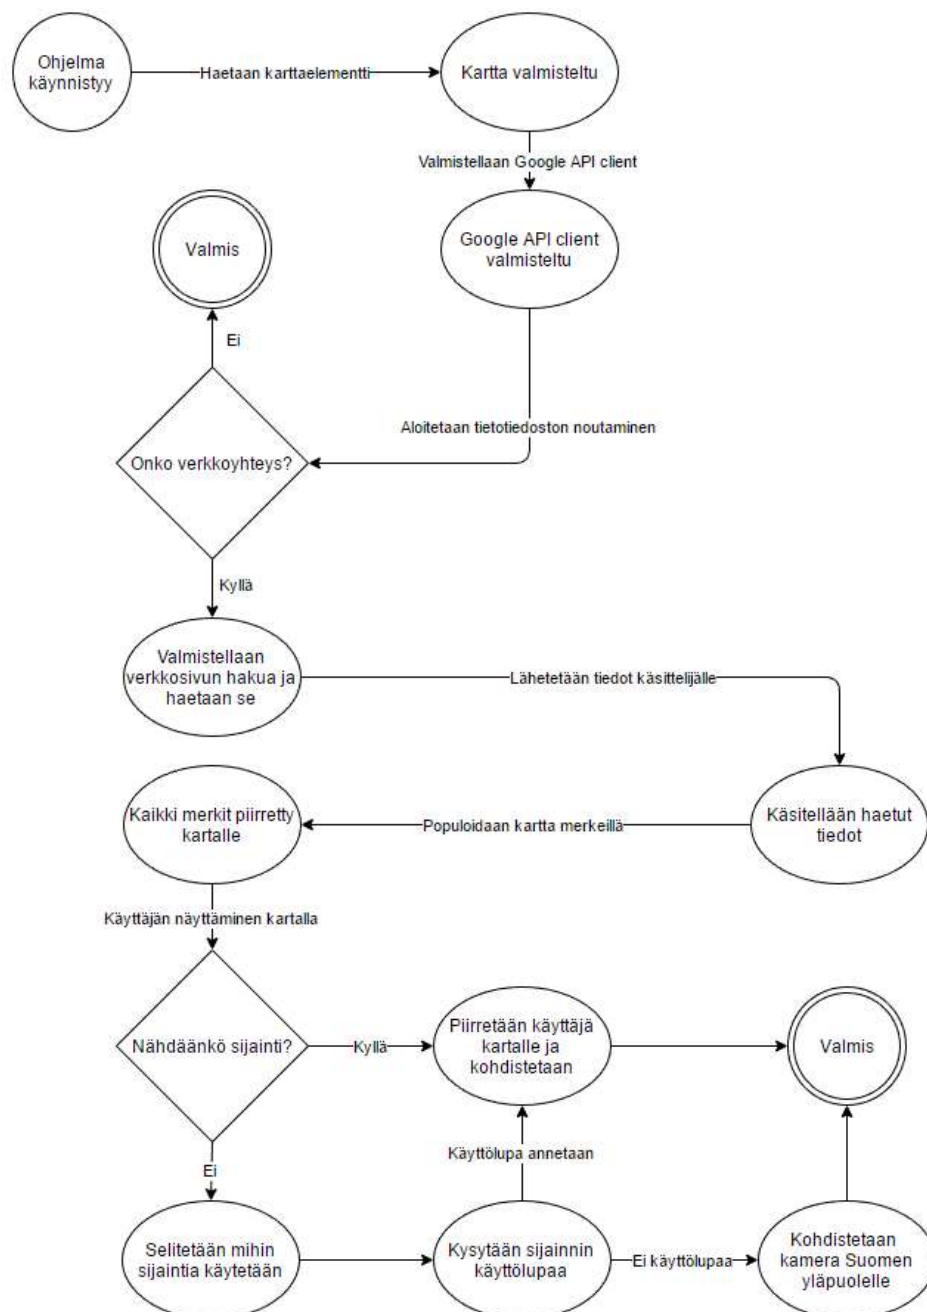 Ohjelma
käynnistyy
Haetaan karttaelementti
Kartta valmisteltu
Valmistellaan Google API client
Google API client
valmisteltu
Valmis
Ei
Aloitetaan tietotiedoston noutaminen
Onko verkkoyhteys?
Kyllä
Valmistellaan
verkkosivun hakua ja
haetaan se
Lähetetään tiedot käsittelijälle
Käsitellään haetut
tiedot
Populoidaan kartta merkeillä
Kaikki merkit piirretty
kartalle
Käyttäjän näyttäminen kartalla
Nähdäänkö sijainti?
Kyllä
Piirretään käyttäjä
kartalle ja
kohdistetaan
Valmis
Ei
Käyttölupa annetaan
Selitetään mihin
sijaintia käytetään
Kysytään sijainnin
käyttölupaa
Ei käyttölupaa
Kohdistetaan
kamera Suomen
yläpuolelle